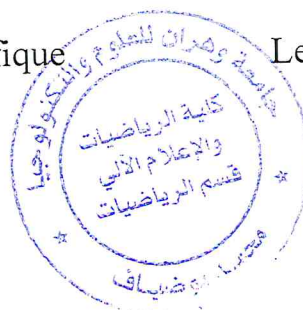 fique
Le
جامعة وهران للعلوم والتكنولوجيا
كلية الرياضيات
والإعلام الآلي
قسم الرياضيات
محمد بوضياف